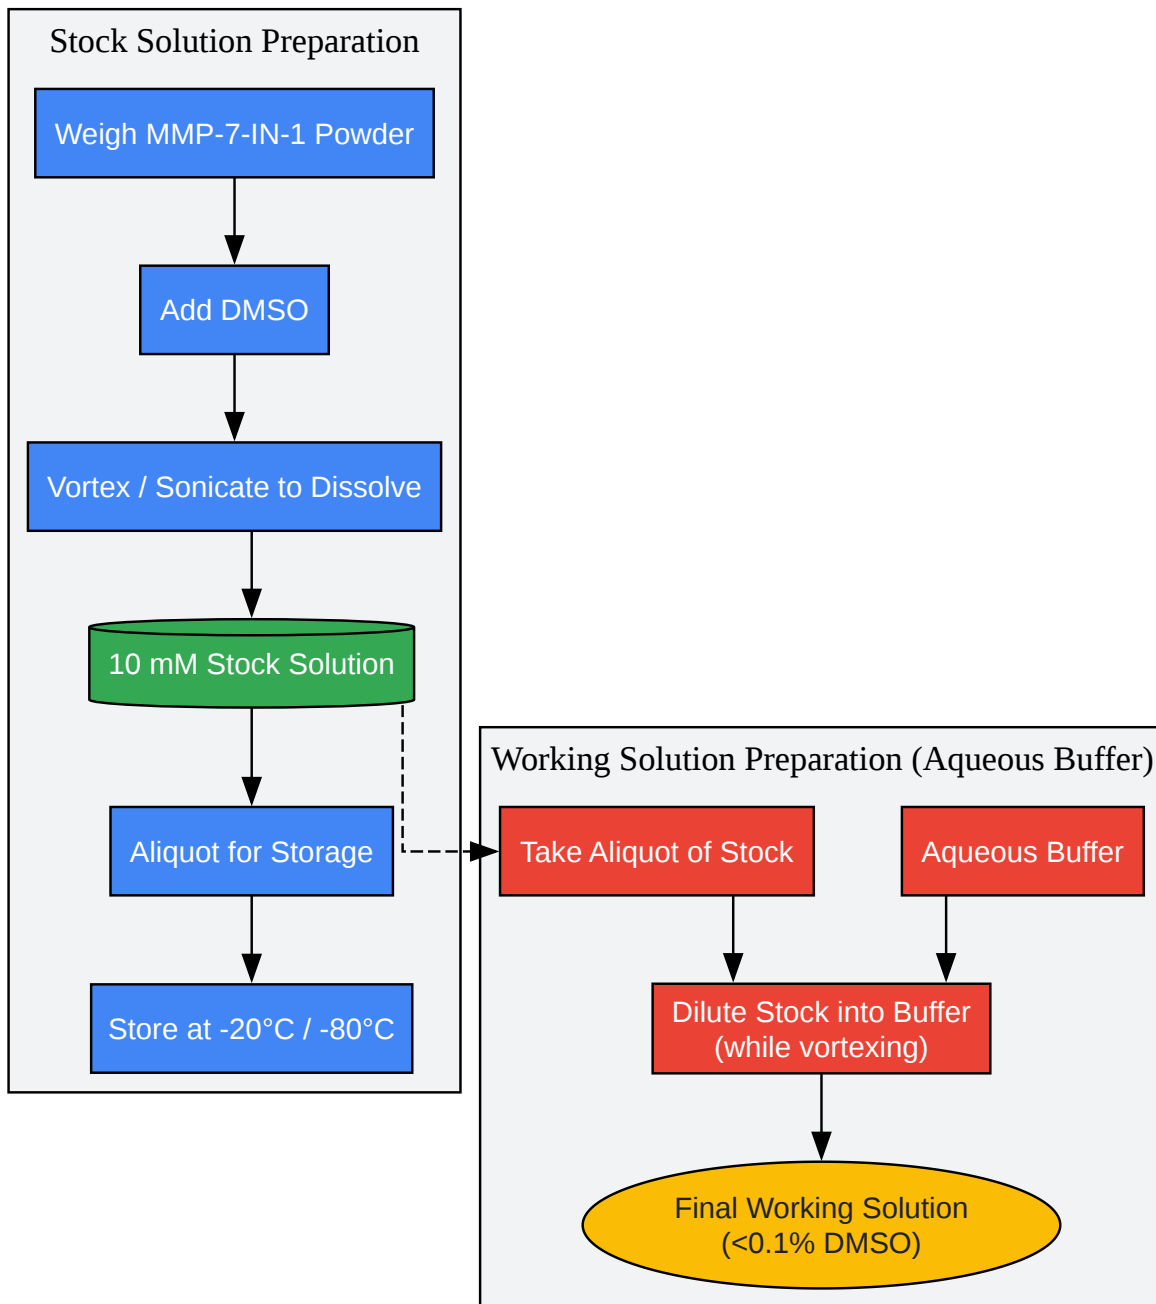 Stock Solution Preparation
Weigh MMP-7-IN-1 Powder
Add DMSO
Vortex / Sonicate to Dissolve
10 mM Stock Solution
Aliquot for Storage
Store at -20°C / -80°C
Working Solution Preparation (Aqueous Buffer)
Take Aliquot of Stock
Aqueous Buffer
Dilute Stock into Buffer
(while vortexing)
Final Working Solution
(<0.1% DMSO)